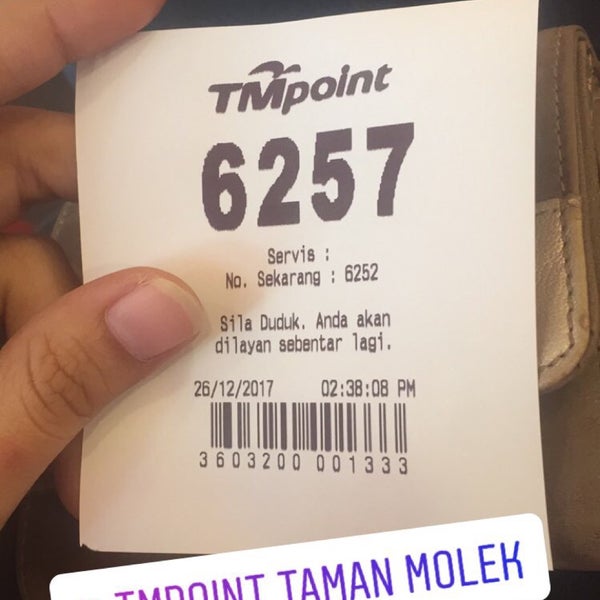 TMpoint
6257
Servis :
No. Sekarang : 6252
Sila Duduk. Anda akan
dilayan sebentar lagi.
26/12/2017 02:38:08 PM
3603200 001333
TMPOINT TAMAN MOLEK